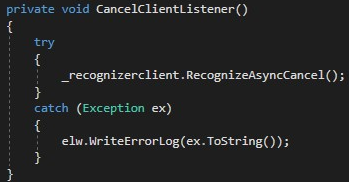 private void CancelClientListener()
{
try
{
_recognizerclient.RecognizeAsyncCancel();
}
catch (Exception ex)
{
elw.WriteErrorLog(ex.ToString());
}
}